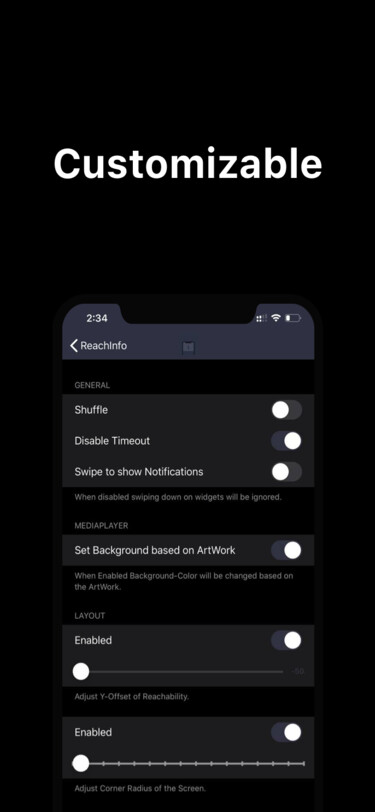 Customizable
2:34
ReachInfo
GENERAL
Shuffle
Disable Timeout
Swipe to show Notifications
When disabled swiping down on widgets will be ignored.
MEDIAPLAYER
Set Background based on ArtWork
When Enabled Background-Color will be changed based on
the ArtWork.
LAYOUT
Enabled
-50
Adjust Y-Offset of Reachability.
Enabled
Adjust Corner Radius of the Screen.